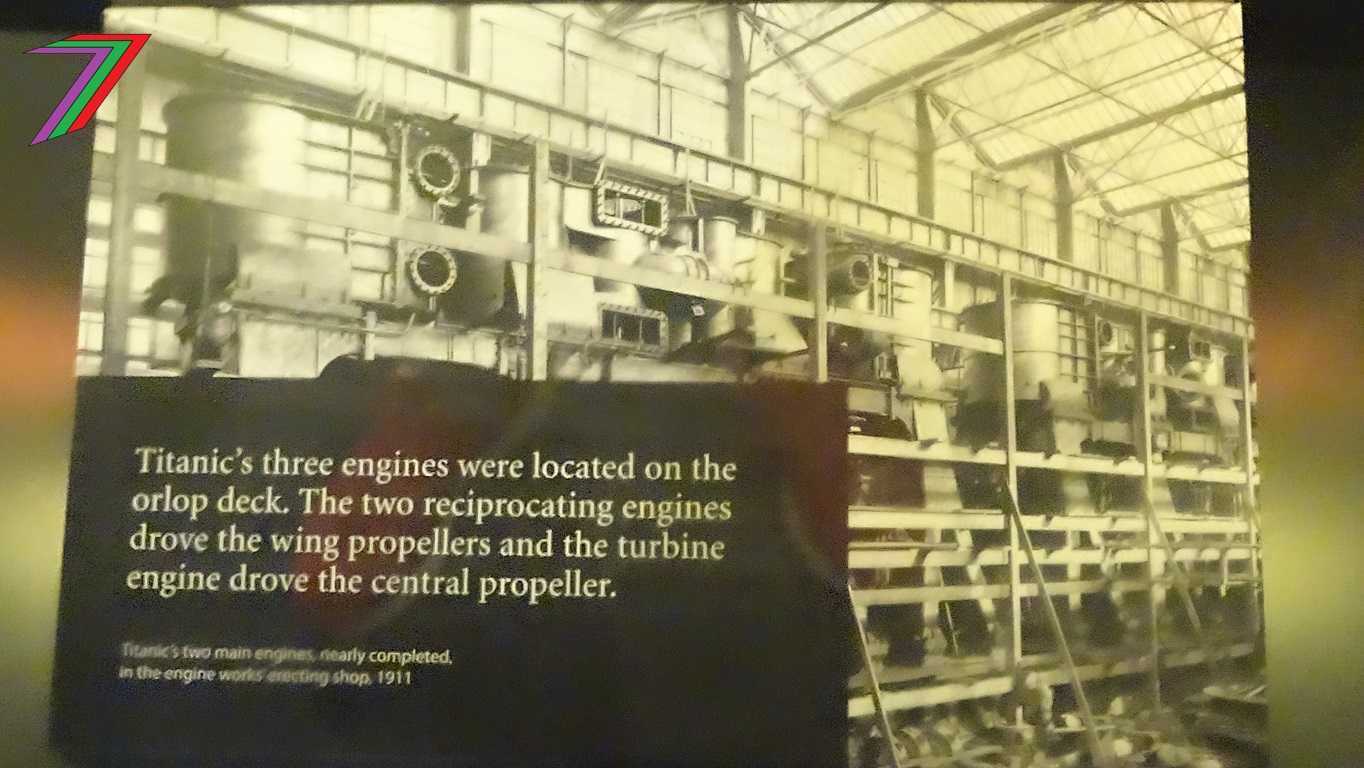 7
Titanic's three engines were located on the
orlop deck. The two reciprocating engines
drove the wing propellers and the turbine
engine drove the central propeller.
Titanic's two main engines, nearly completed,
in the engine works' erecting shop, 1911